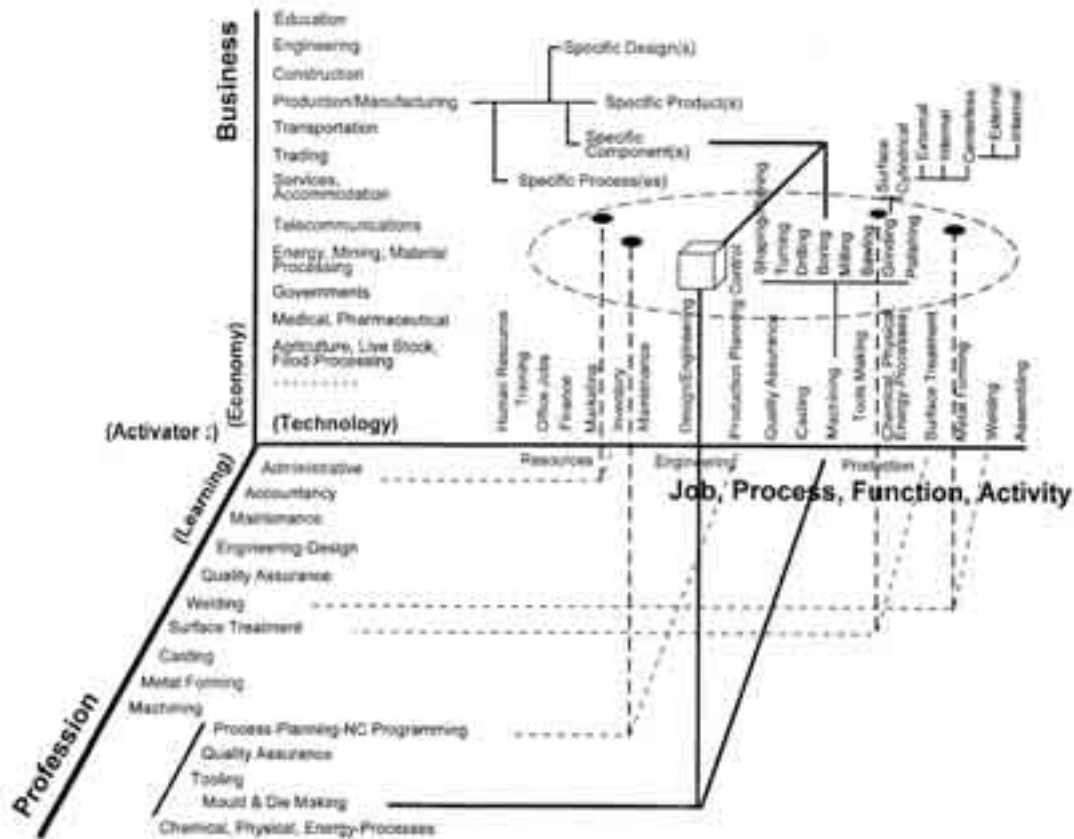 Business
Education
Engineering
Construction
Production/Manufacturing
Transportation
Trading
Services,
Accommodation
Telecommunications
Energy, Mining, Material
Processing
Governments
Medical, Pharmaceutical
Agriculture, Live Stock,
Food Processing
Specific Design(s)
Specific Product(s)
Specific
Component(s)
Specific Process(es)
Surface
Cylindrical
External
Internal
Centerless
External
Internal
Turning
Drilling
Boring
Milling
Sawing
Grinding
Polishing
Human Resource
Training
Office Jobs
Finance
Marketing
Inventory
Maintenance
Design/Engineering
Production Planning Control
Quality Assurance
Casting
Machining
Tools Making
Chemical, Physical,
Energy-Processes
Surface Treatment
Metal Forming
Welding
Assembling
(Activator :)
(Economy)
(Technology)
(Learning)
Resources
Engineering
Production
Job, Process, Function, Activity
Profession
Administrative
Accountancy
Maintenance
Engineering-Design
Quality Assurance
Welding
Surface Treatment
Casting
Metal Forming
Machining
Process-Planning-NC Programming
Quality Assurance
Tooling
Mould & Die Making
Chemical, Physical, Energy-Processes